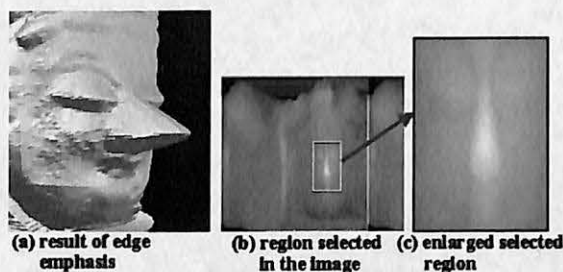 (a) result of edge
emphasis
(b) region selected
in the image
(c) enlarged selected
region